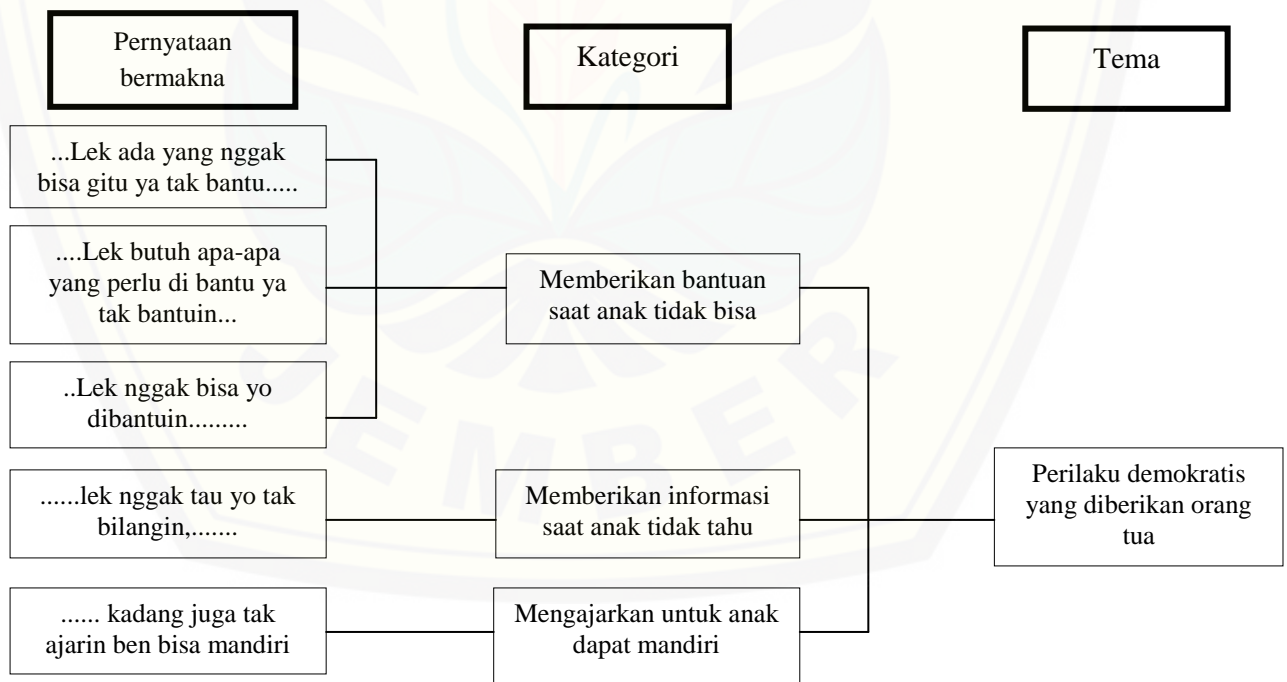 Pernyataan
bermakna
Kategori
Tema
...Lek ada yang nggak
bisa gitu ya tak bantu.....
....Lek butuh apa-apa
yang perlu di bantu ya
tak bantuin...
..Lek nggak bisa yo
dibantuin.........
......lek nggak tau yo tak
bilangin,.......
...... kadang juga tak
ajarin ben bisa mandiri
Memberikan bantuan
saat anak tidak bisa
Memberikan informasi
saat anak tidak tahu
Mengajarkan untuk anak
dapat mandiri
Perilaku demokratis
yang diberikan orang
tua
JEMBER